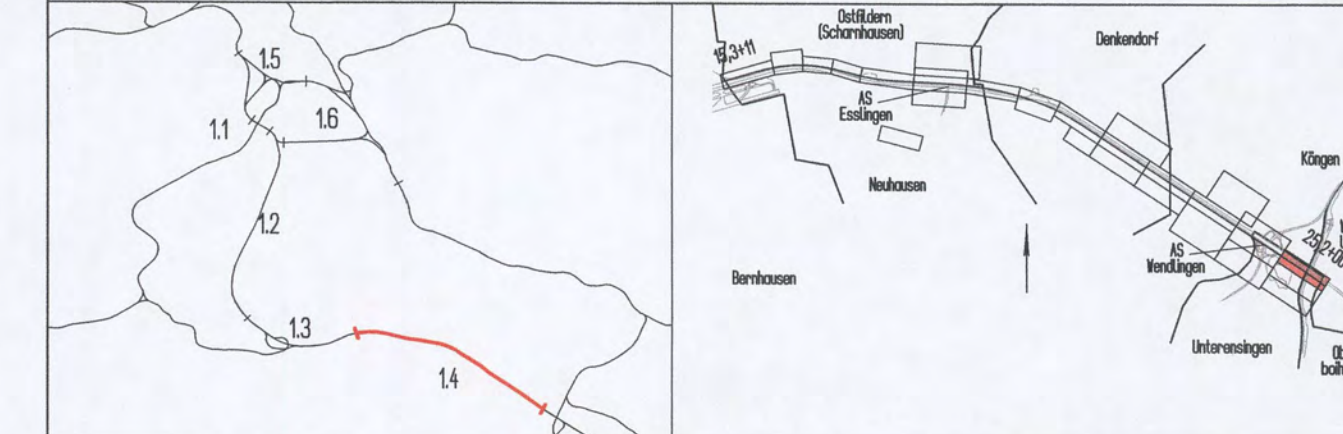 1.5
1.1
1.6
1.2
1.3
1.4
15,3+11
Ostfildern
(Scharnhausen)
Denkendorf
AS
Esslingen
Neuhausen
Köngen
Bernhausen
AS
Wendlingen
Unterensingen